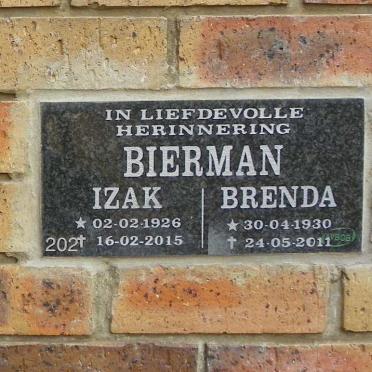 IN LIEFDEVOLLE
HERINNERING
BIERMAN
IZAK BRENDA
★ 02-02-1926 ★ 30-04-1930
202 ✝ 16-02-2015 ✝ 24-05-2011